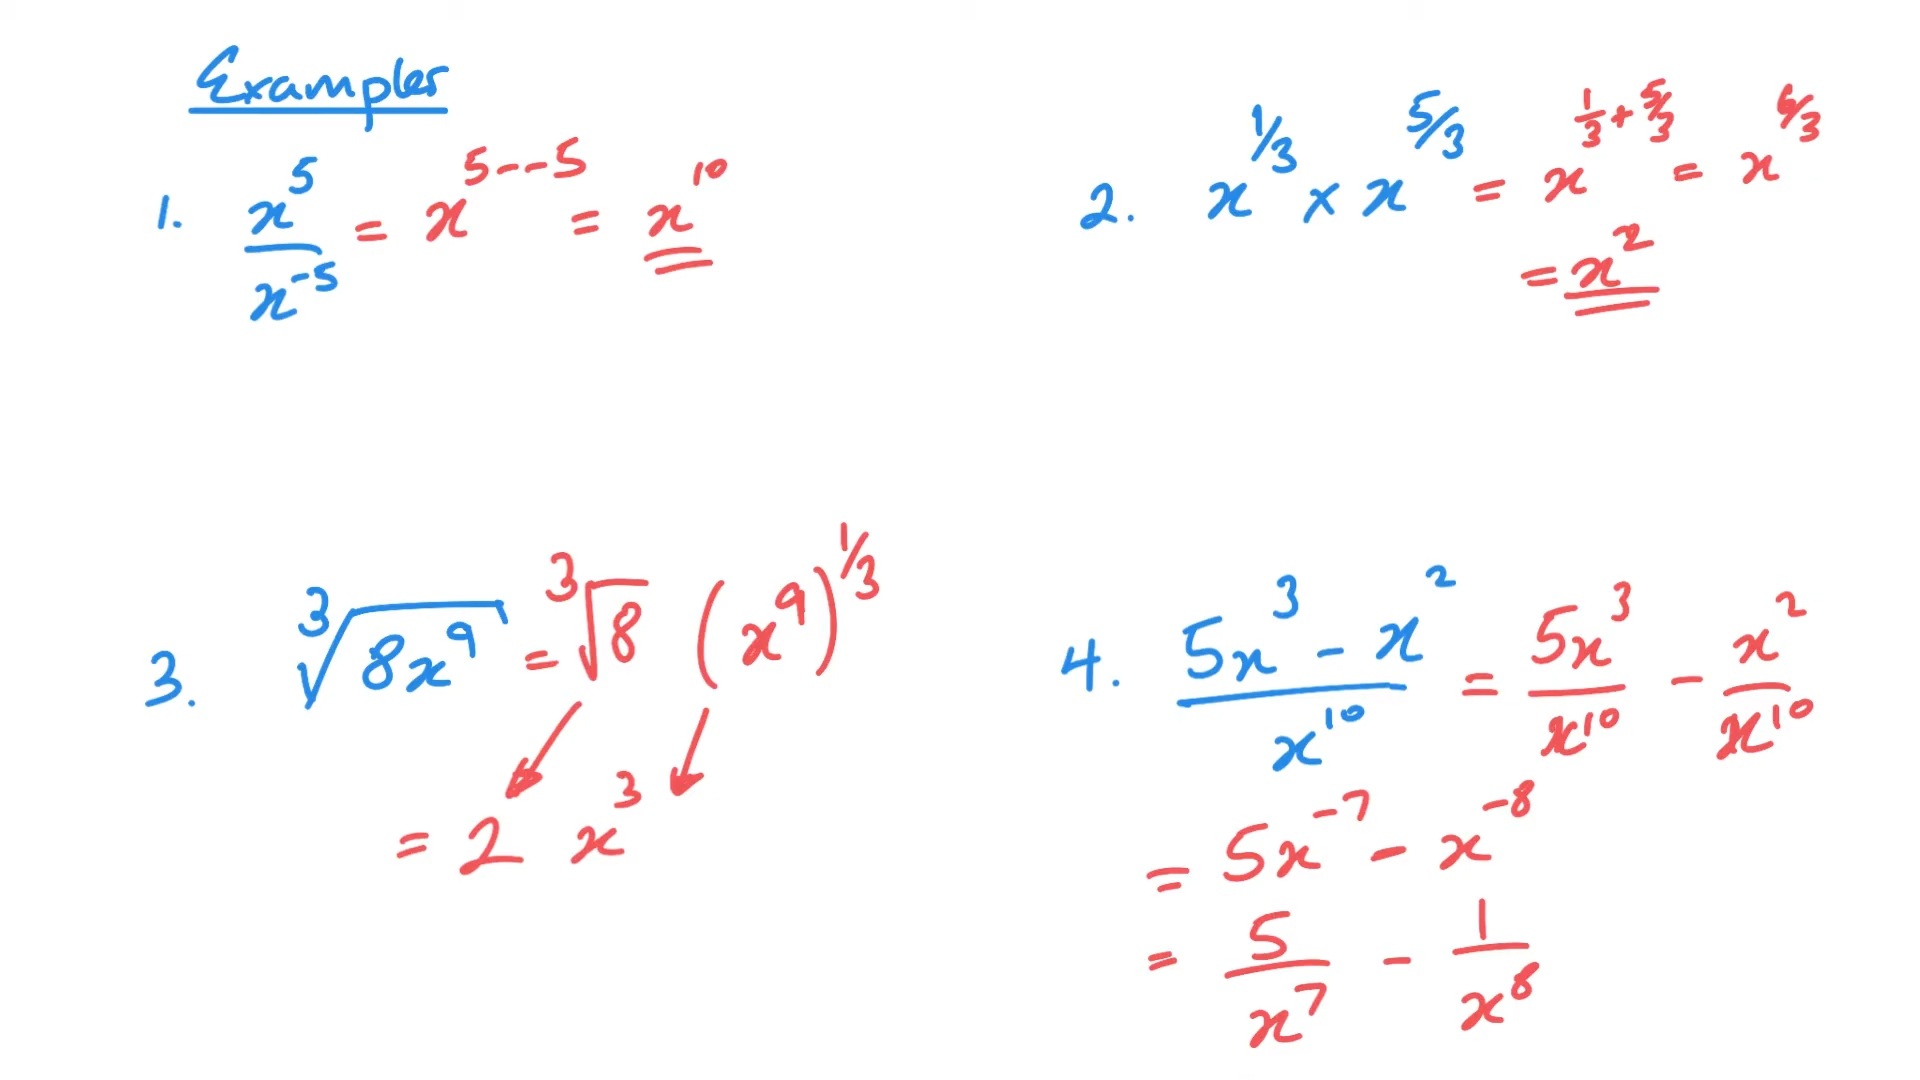 Examples
1. x^5 / x^-5 = x^(5--5) = x^10
2. x^(1/3) × x^(5/3) = x^(1/3 + 5/3) = x^(6/3)
= x^2
3. ∛(8x^9) = ∛8 (x^9)^(1/3)
= 2 x^3
4. (5x^3 - x^2) / x^10 = 5x^3 / x^10 - x^2 / x^10
= 5x^-7 - x^-8
= 5 / x^7 - 1 / x^8